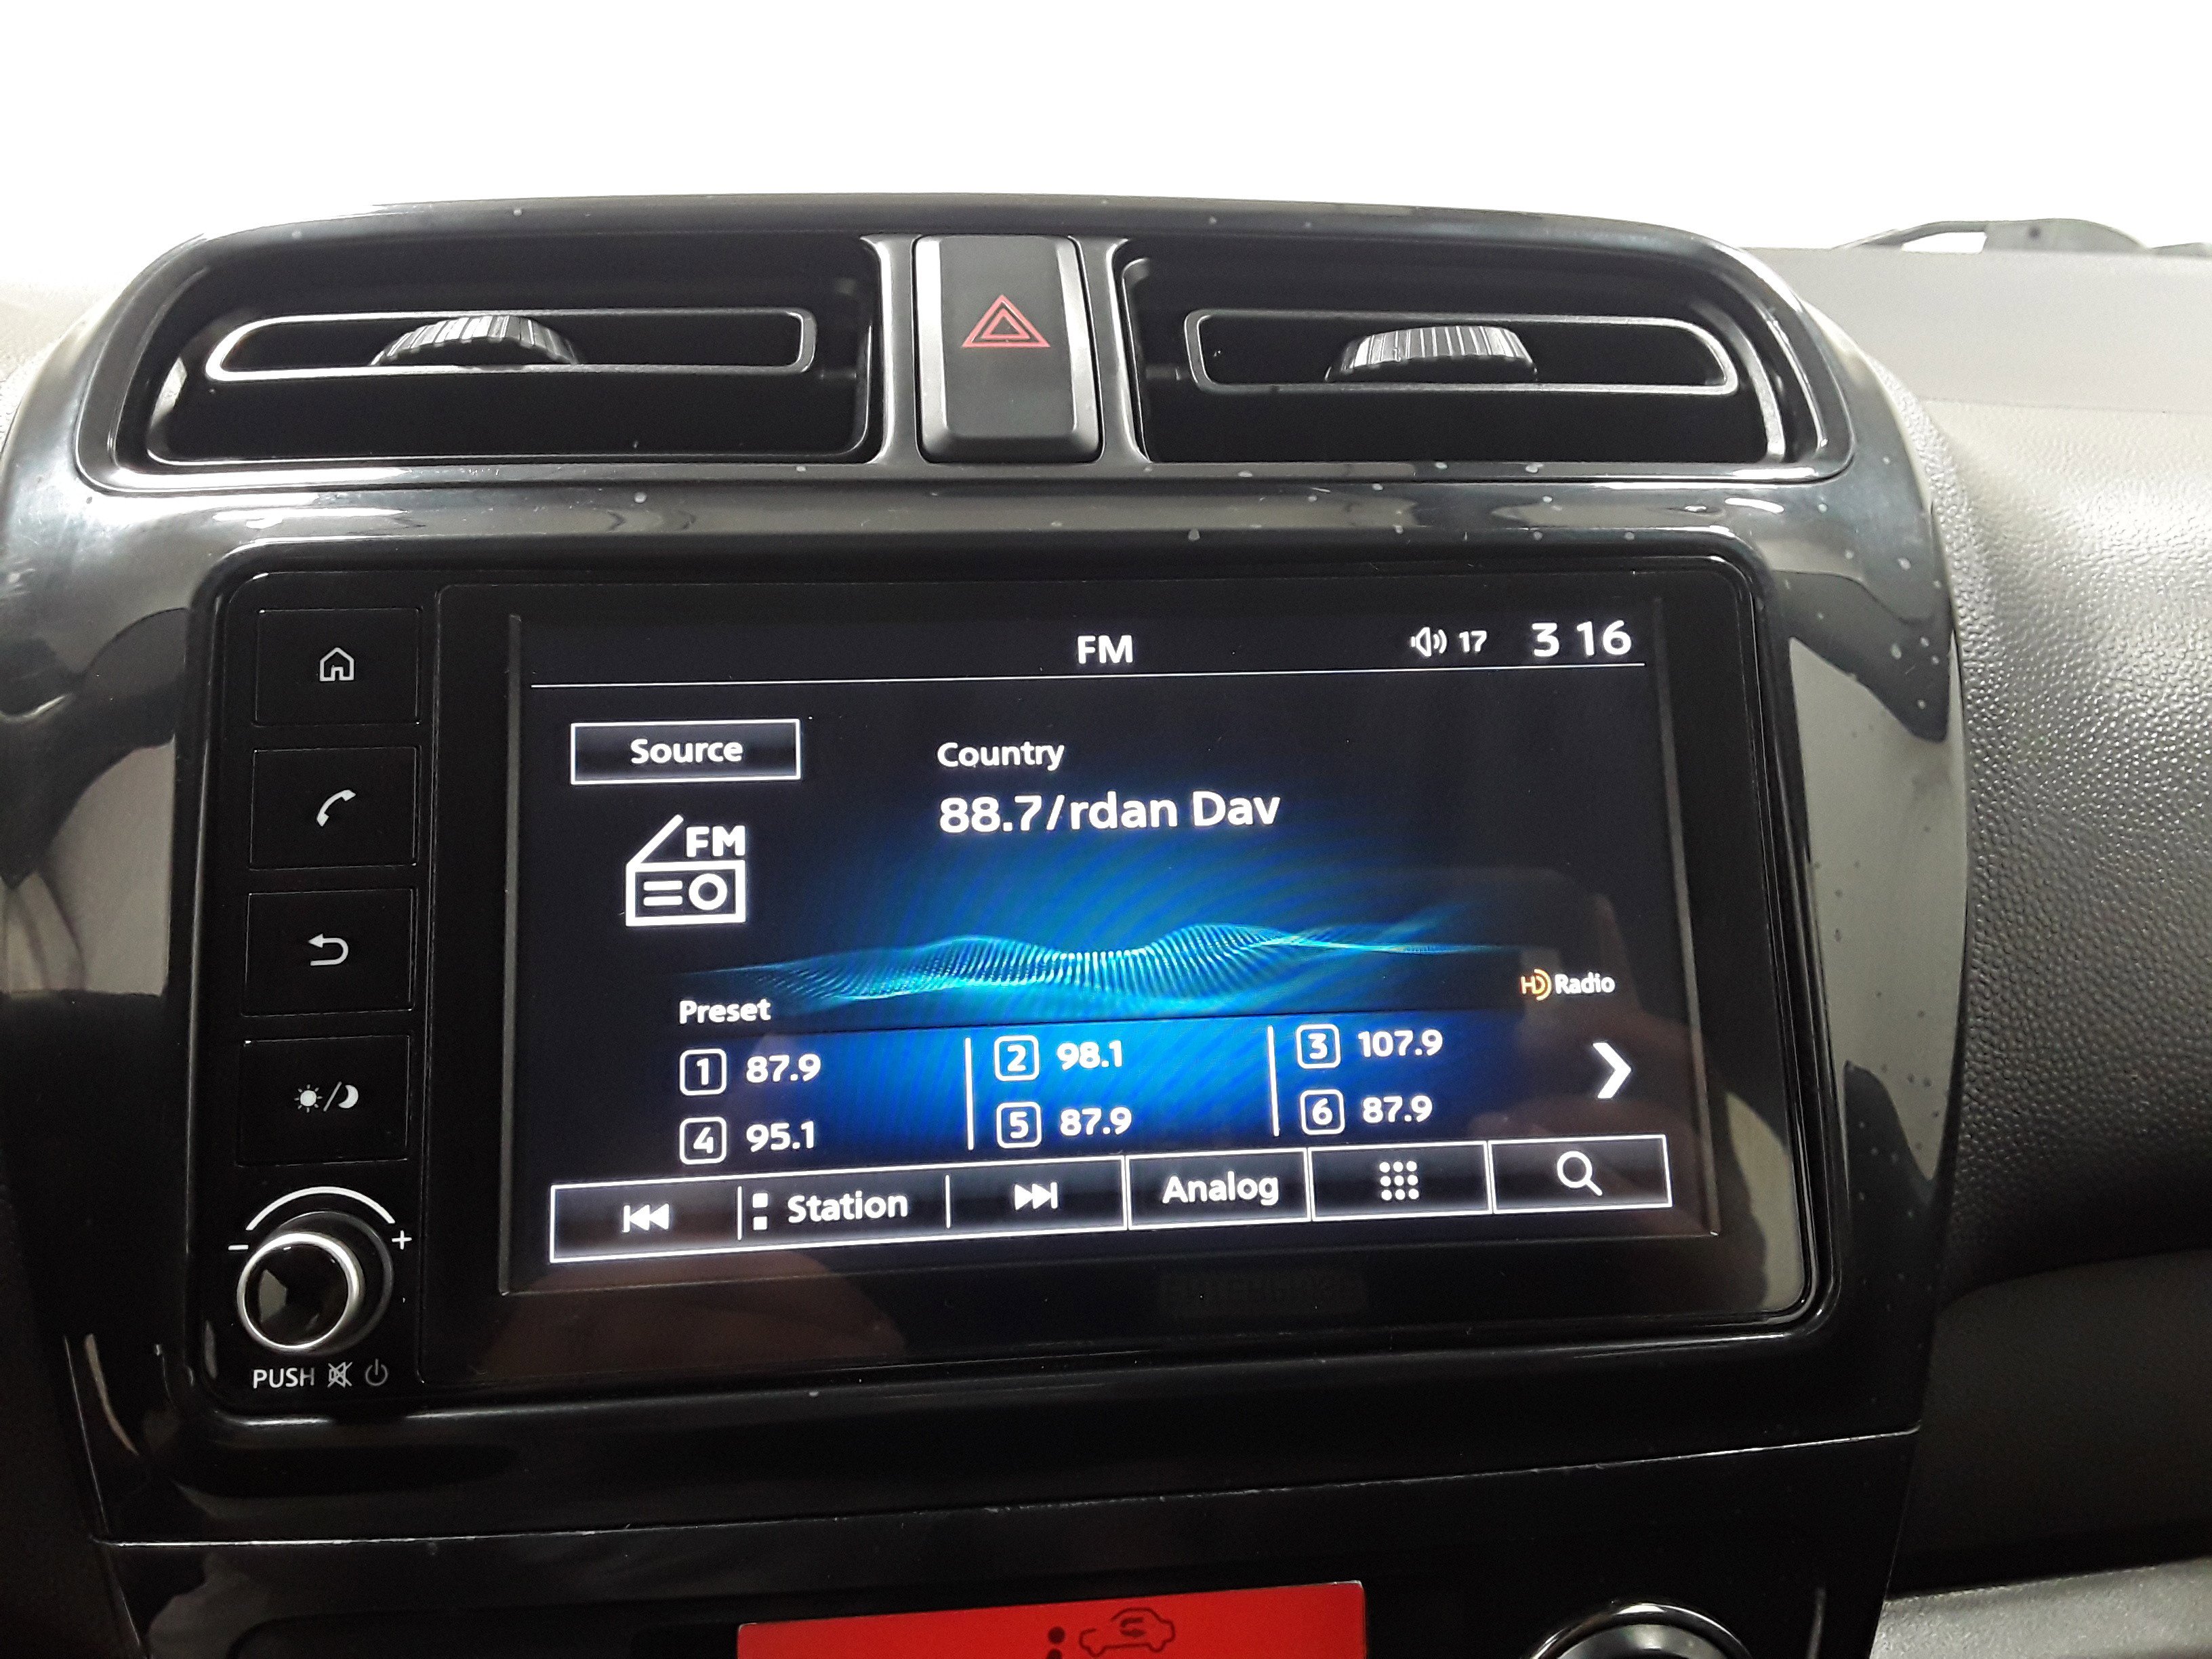 FM 17 3 16
Source
Country
88.7/rdan Dav
FM
HD Radio
Preset
1 87.9 2 98.1 3 107.9
4 95.1 5 87.9 6 87.9
Station Analog
- +
PUSH